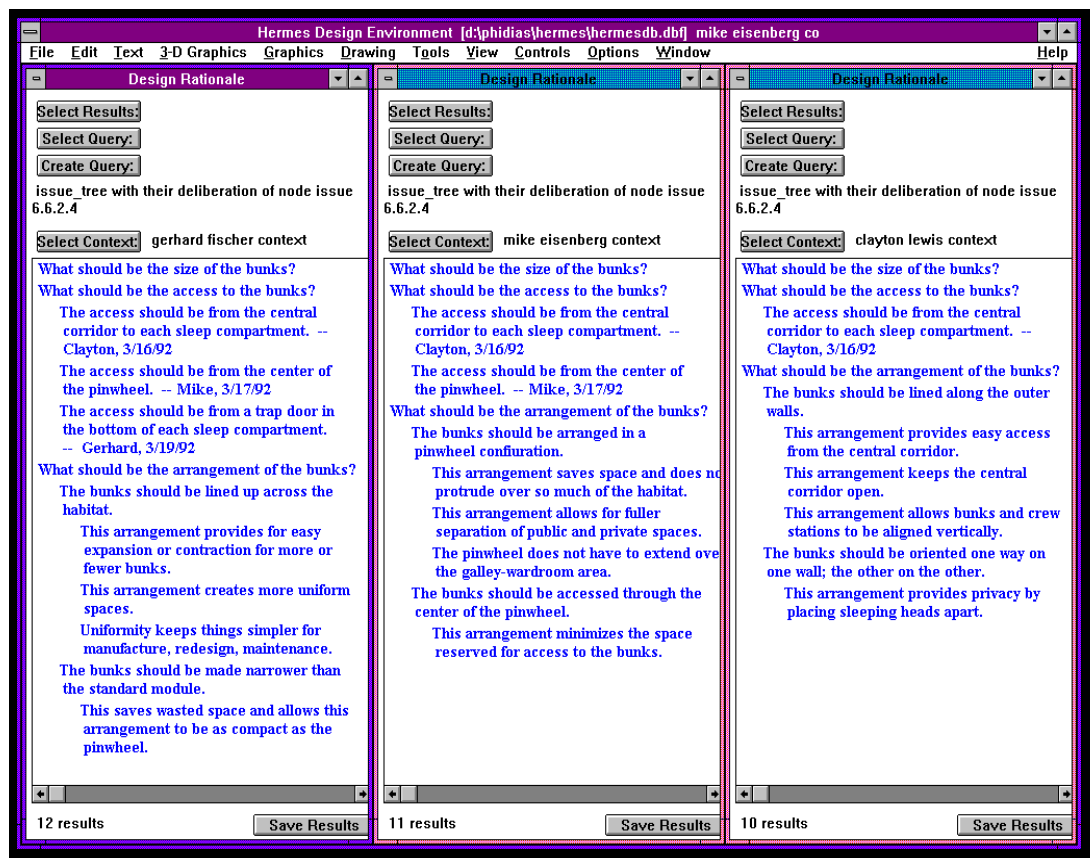 Hermes Design Environment [d:\phidias\hermes\hermesdb.dbf] mike eisenberg co
File Edit Text 3-D Graphics Graphics Drawing Tools View Controls Options Window Help
Design Rationale
Select Results:
Select Query:
Create Query:
issue_tree with their deliberation of node issue
6.6.2.4
Select Context: gerhard fischer context
What should be the size of the bunks?
What should be the access to the bunks?
The access should be from the central
corridor to each sleep compartment. --
Clayton, 3/16/92
The access should be from the center of
the pinwheel. -- Mike, 3/17/92
The access should be from a trap door in
the bottom of each sleep compartment.
-- Gerhard, 3/19/92
What should be the arrangement of the bunks?
The bunks should be lined up across the
habitat.
This arrangement provides for easy
expansion or contraction for more or
fewer bunks.
This arrangement creates more uniform
spaces.
Uniformity keeps things simpler for
manufacture, redesign, maintenance.
The bunks should be made narrower than
the standard module.
This saves wasted space and allows this
arrangement to be as compact as the
pinwheel.
12 results
Save Results
Design Rationale
Select Results:
Select Query:
Create Query:
issue_tree with their deliberation of node issue
6.6.2.4
Select Context: mike eisenberg context
What should be the size of the bunks?
What should be the access to the bunks?
The access should be from the central
corridor to each sleep compartment. --
Clayton, 3/16/92
The access should be from the center of
the pinwheel. -- Mike, 3/17/92
What should be the arrangement of the bunks?
The bunks should be arranged in a
pinwheel confiuration.
This arrangement saves space and does no
protrude over so much of the habitat.
This arrangement allows for fuller
separation of public and private spaces.
The pinwheel does not have to extend ove
the galley-wardroom area.
The bunks should be accessed through the
center of the pinwheel.
This arrangement minimizes the space
reserved for access to the bunks.
11 results
Save Results
Design Rationale
Select Results:
Select Query:
Create Query:
issue_tree with their deliberation of node issue
6.6.2.4
Select Context: clayton lewis context
What should be the size of the bunks?
What should be the access to the bunks?
The access should be from the central
corridor to each sleep compartment. --
Clayton, 3/16/92
What should be the arrangement of the bunks?
The bunks should be lined along the outer
walls.
This arrangement provides easy access
from the central corridor.
This arrangement keeps the central
corridor open.
This arrangement allows bunks and crew
stations to be aligned vertically.
The bunks should be oriented one way on
one wall; the other on the other.
This arrangement provides privacy by
placing sleeping heads apart.
10 results
Save Results